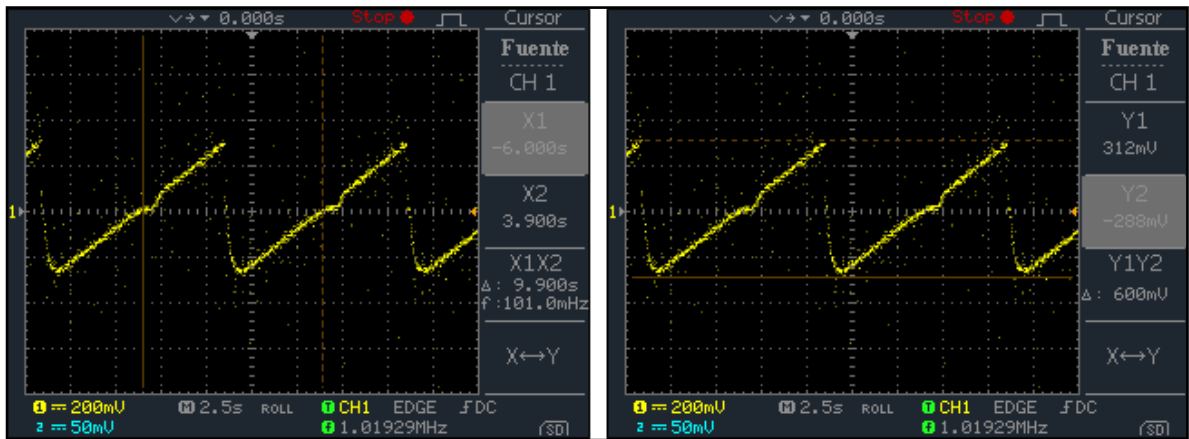 0.000s Stop Cursor
Fuente
CH 1
X1
-6.000s
X2
3.900s
X1X2
Δ: 9.900s
f:101.0mHz
X↔Y
1
1 200mV M 2.5s ROLL T CH1 EDGE DC
2 50mV f 1.01929MHz SD
0.000s Stop Cursor
Fuente
CH 1
Y1
312mV
Y2
-288mV
Y1Y2
Δ: 600mV
X↔Y
1
1 200mV M 2.5s ROLL T CH1 EDGE DC
2 50mV f 1.01929MHz SD